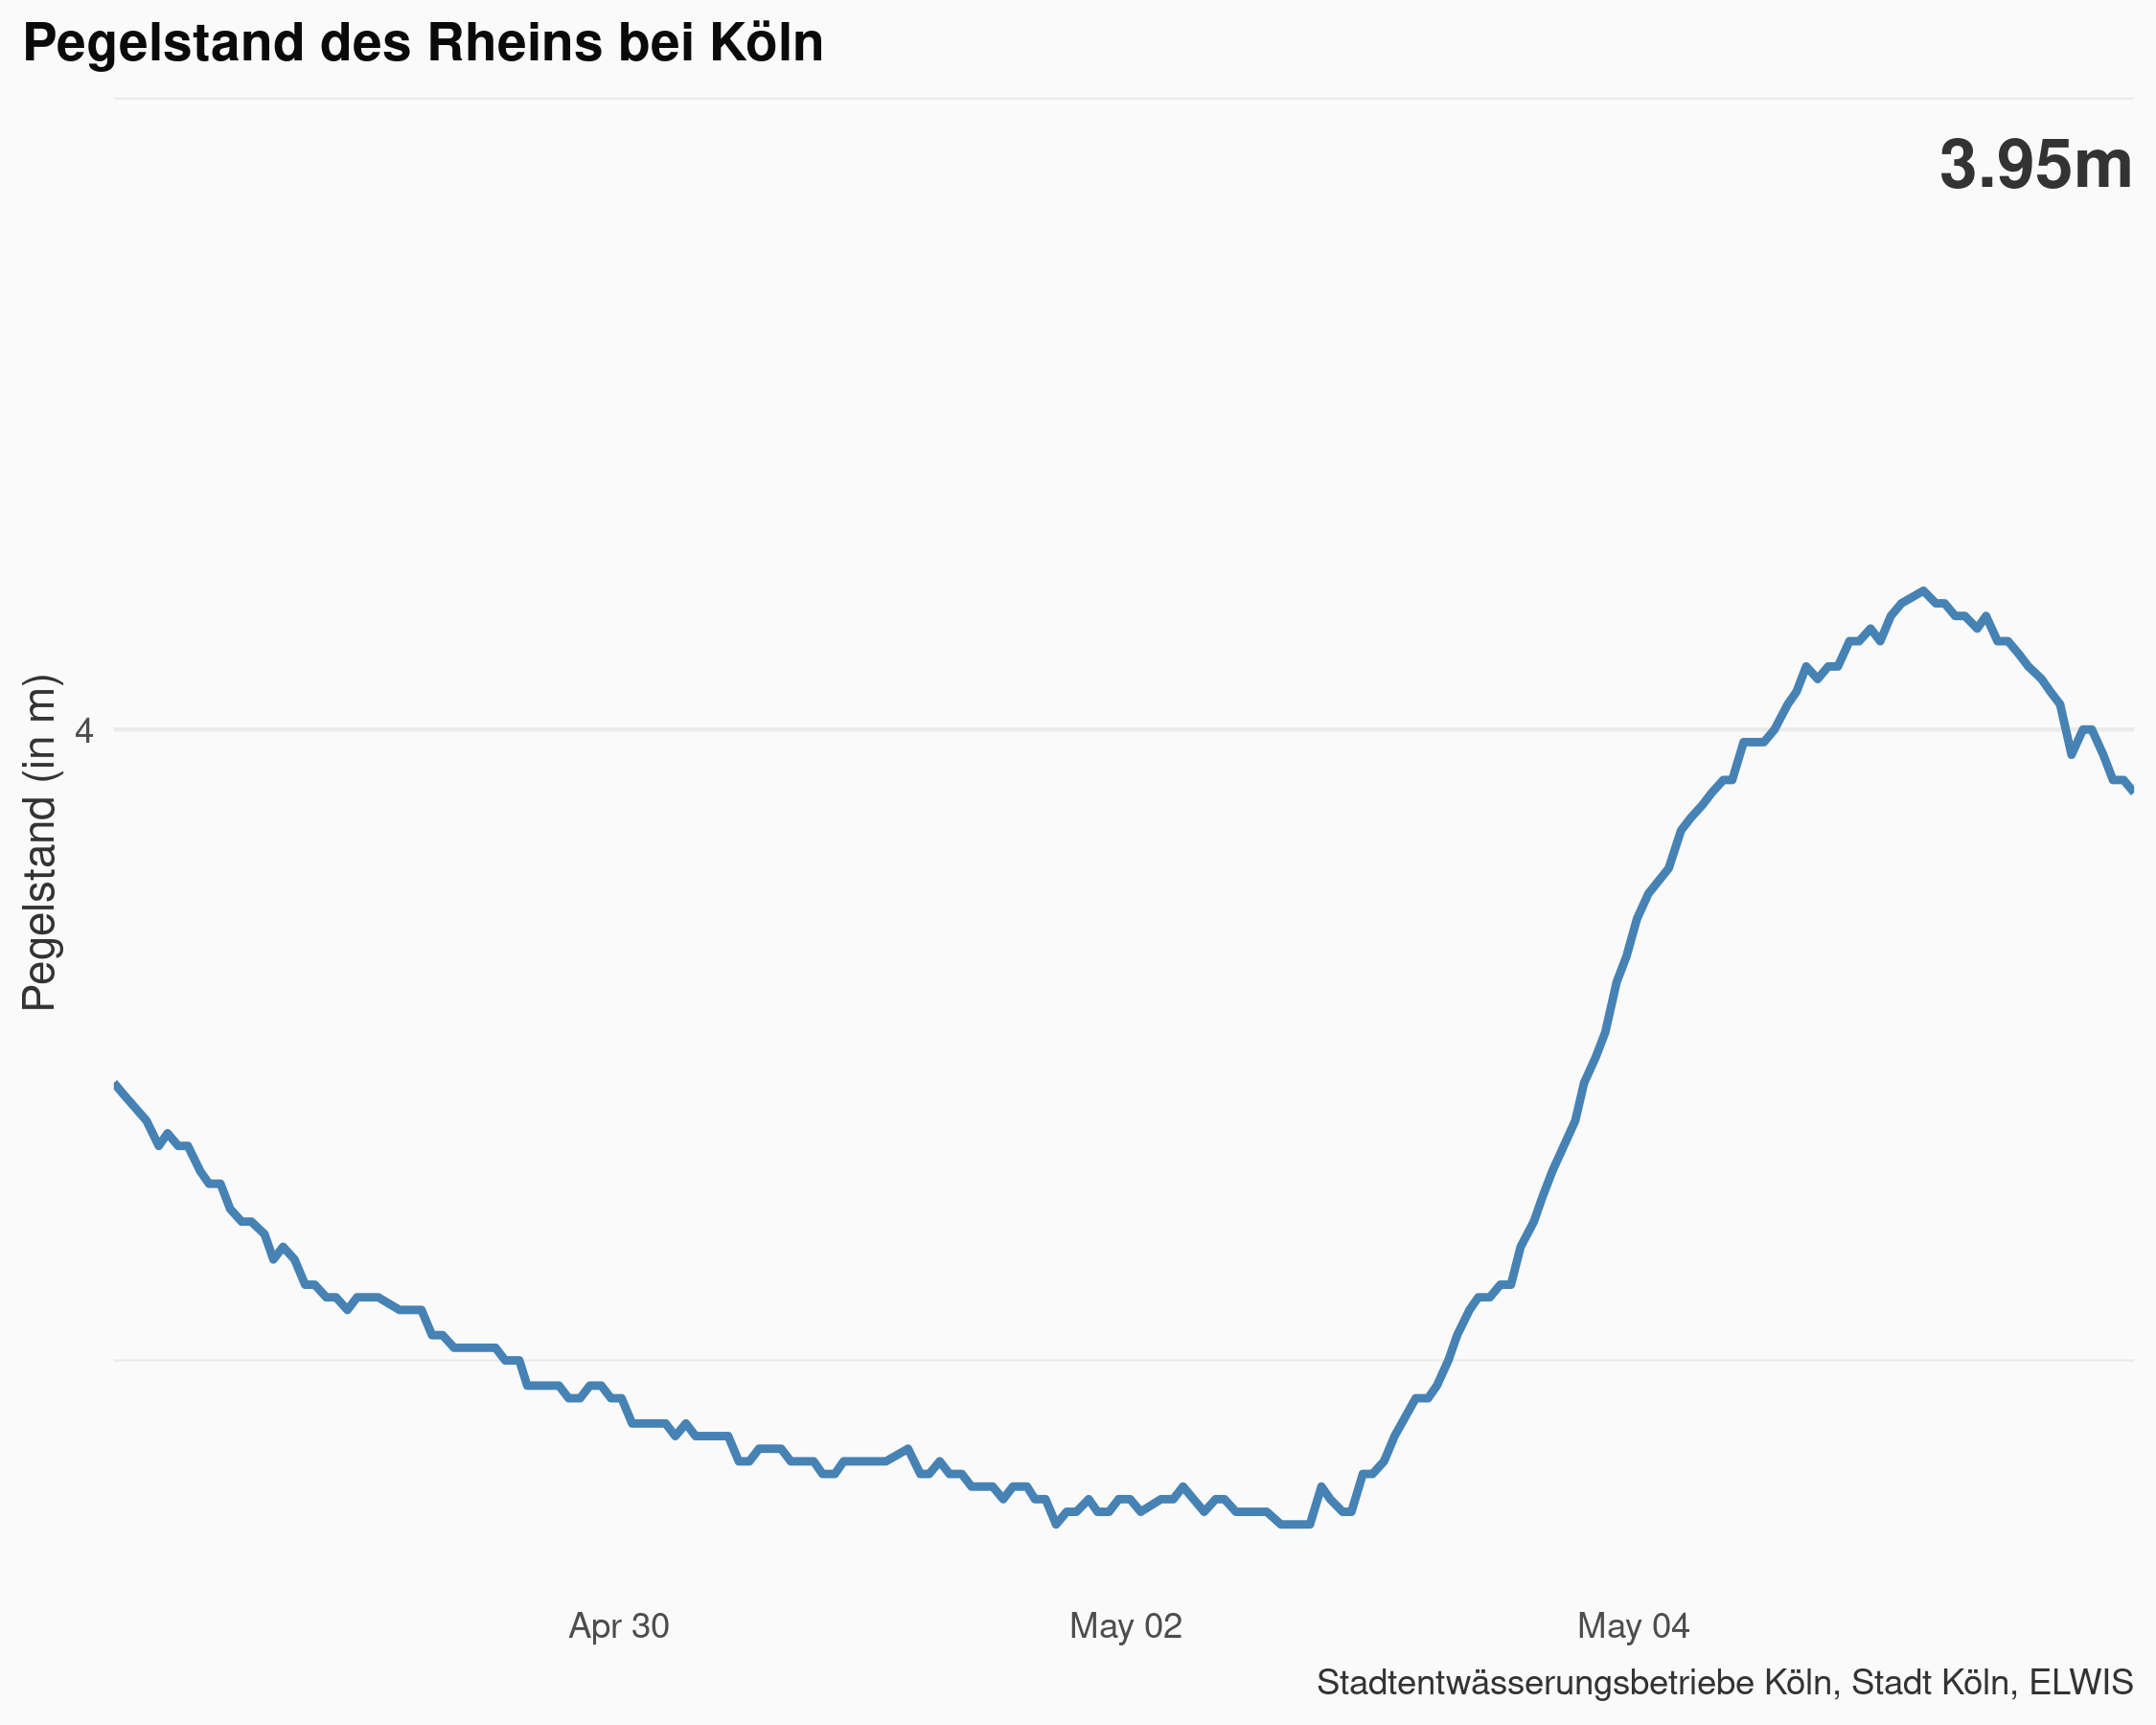 Pegelstand des Rheins bei Köln
3.95m
Pegelstand (in m)
4
Apr 30
May 02
May 04
Stadtentwässerungsbetriebe Köln, Stadt Köln, ELWIS